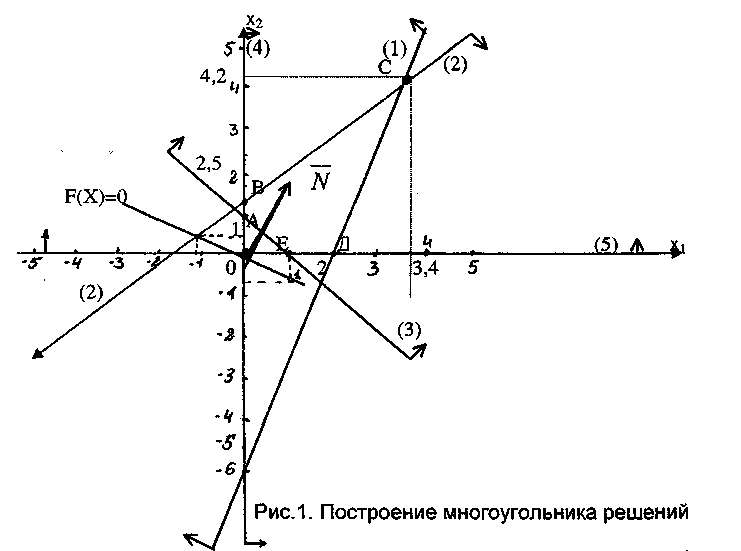 x₂
5 (4) (1)
C (2)
4,2
4
3
2,5
2 B N̅
F(X)=0
A
1
E Д (5) x₁
-5 -4 -3 -2 -1 0 1 2 3 3,4 4 5
-1
(2)
-2 (3)
-3
-4
-5
-6
Рис.1. Построение многоугольника решений